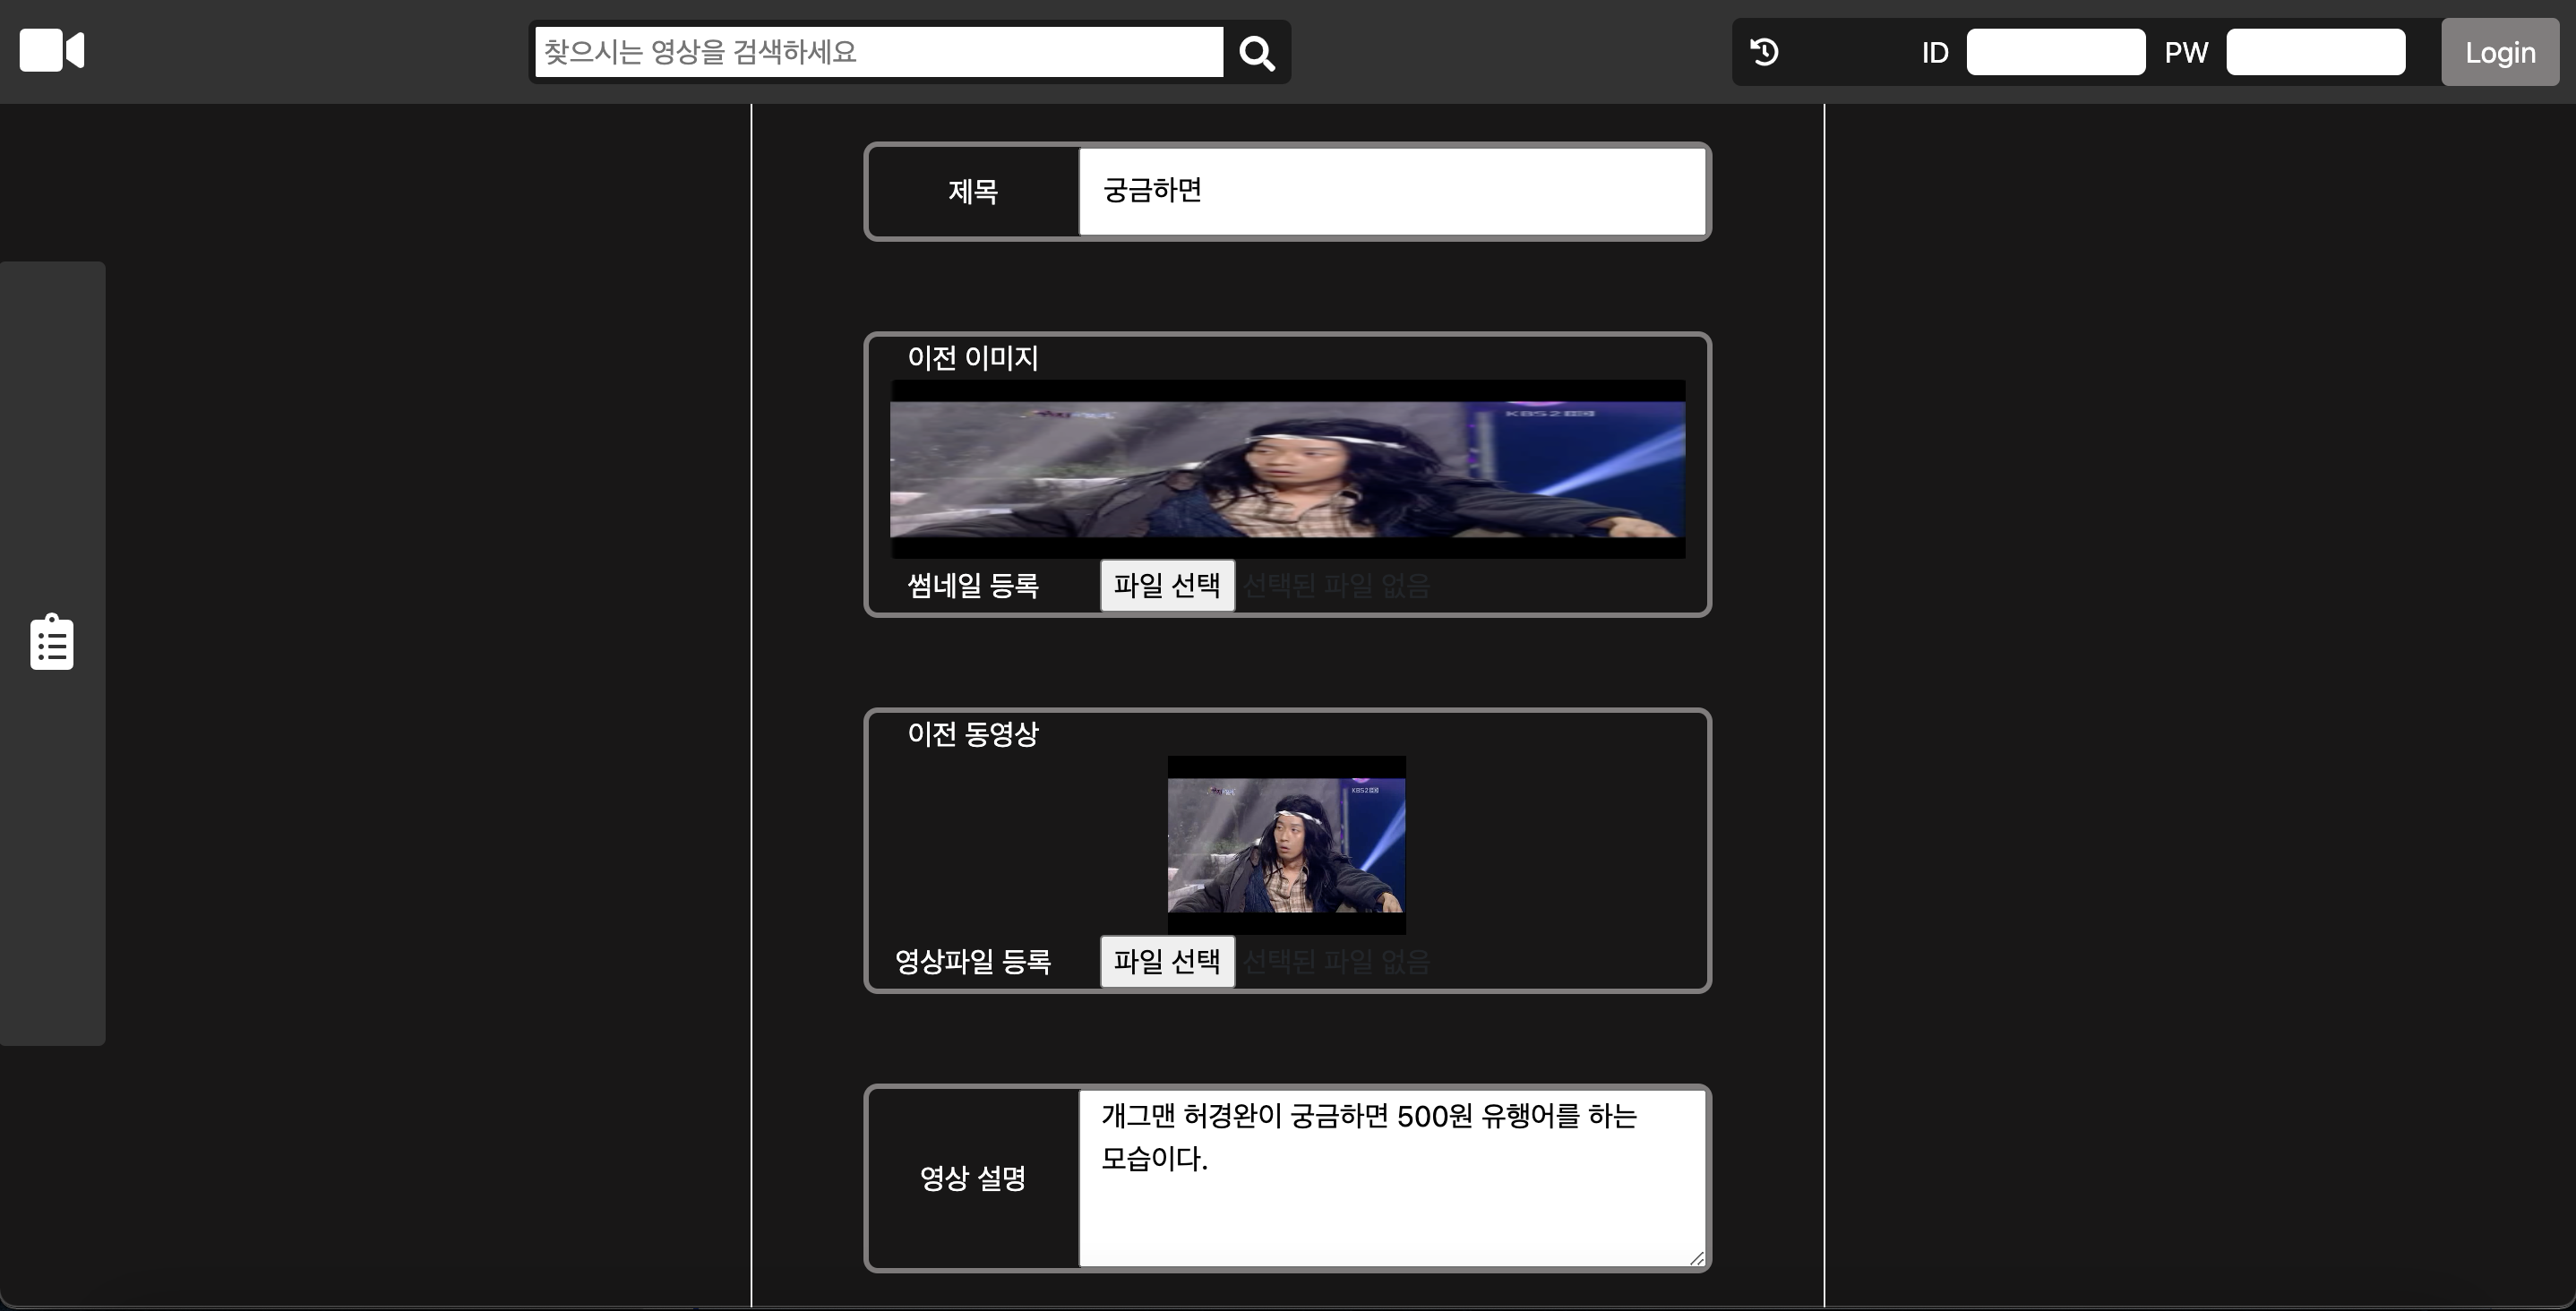 찾으시는 영상을 검색하세요
ID
PW
Login
제목
궁금하면
이전 이미지
KBS2
썸네일 등록
파일 선택 선택된 파일 없음
이전 동영상
KBS2
영상파일 등록
파일 선택 선택된 파일 없음
영상 설명
개그맨 허경완이 궁금하면 500원 유행어를 하는
모습이다.